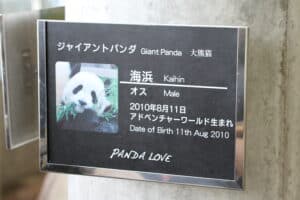 ジャイアントパンダ Giant Panda 大熊猫
海浜 Kaihin
オス Male
2010年8月11日
アドベンチャーワールド生まれ
Date of Birth 11th Aug 2010
PANDA LOVE